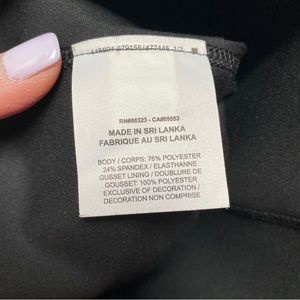 RN#56323 - CA#05553
MADE IN SRI LANKA
FABRIQUE AU SRI LANKA
BODY / CORPS: 76% POLYESTER
24% SPANDEX / ELASTHANNE
GUSSET LINING / DOUBLURE DE
GOUSSET: 100% POLYESTER
EXCLUSIVE OF DECORATION /
DECORATION NON COMPRISE